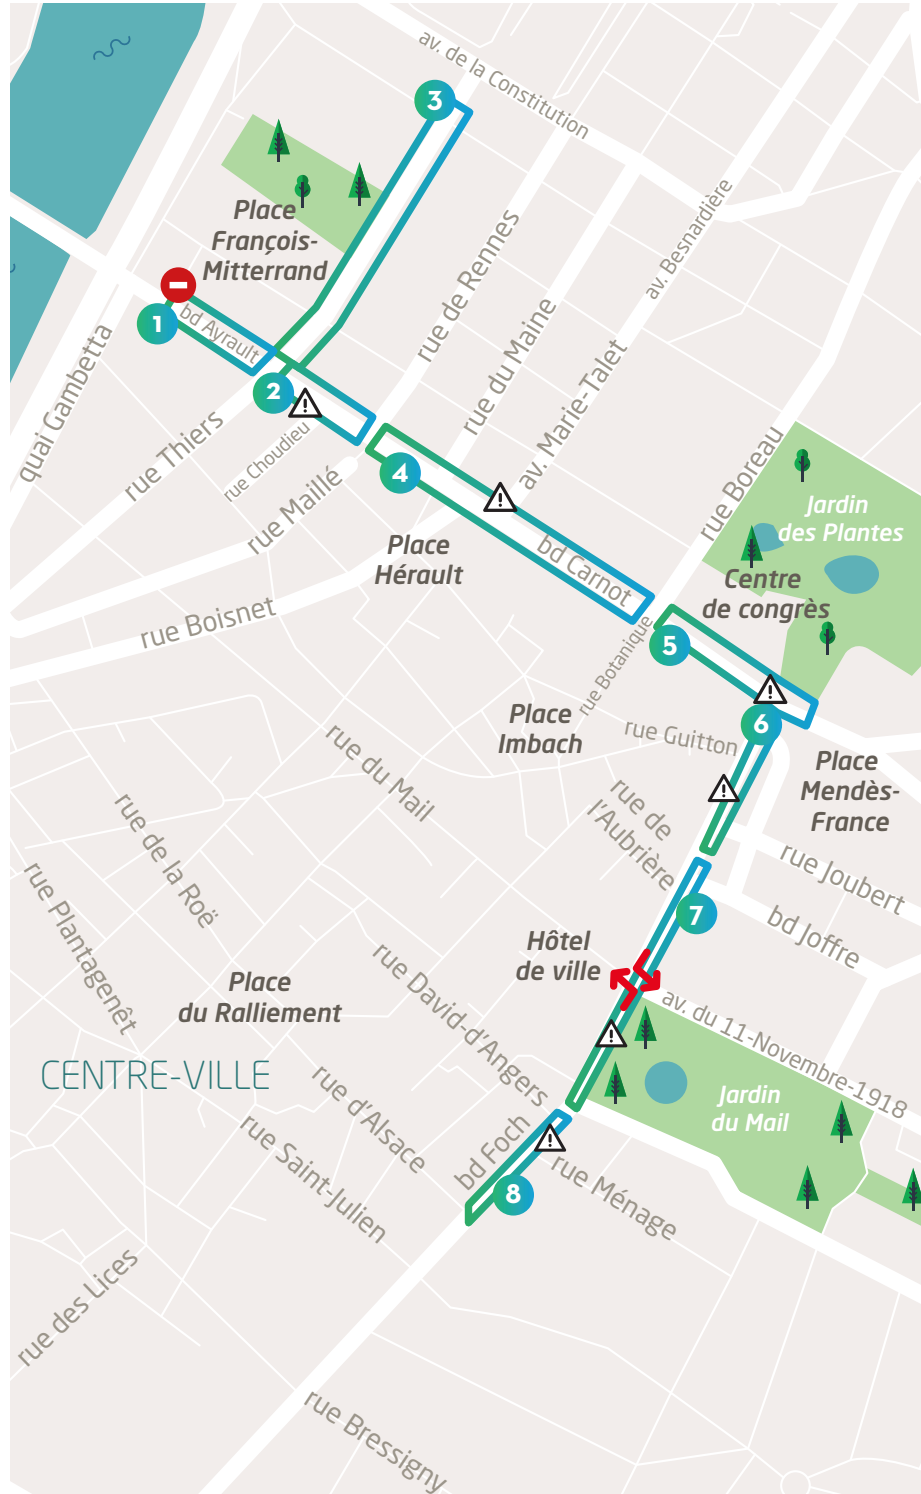 av. de la Constitution
3
Place
François-
Mitterrand
rue de Rennes
av. Besnardière
1
bd Ayrault
quai Gambetta
rue du Maine
av. Marie-Talet
2
rue Thiers
rue Choudieu
rue Maillé
4
rue Boreau
Jardin
des Plantes
Place
Hérault
bd Carnot
Centre
de congrès
rue Boisnet
rue Botanique
5
Place
Imbach
rue Guitton
6
rue du Mail
Place
Mendès-
France
rue de
l'Aubrière
rue de la Roë
rue Joubert
rue Plantagenêt
7
bd Joffre
Hôtel
de ville
rue David-d'Angers
Place
du Ralliement
av. du 11-Novembre-1918
CENTRE-VILLE
Jardin
du Mail
rue d'Alsace
rue Saint-Julien
bd Foch
8
rue Ménage
rue des Lices
rue Bressigny